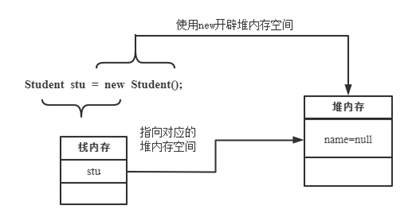 使用new开辟堆内存空间
Student stu = new Student();
堆内存
name=null
指向对应的
堆内存空间
栈内存
stu